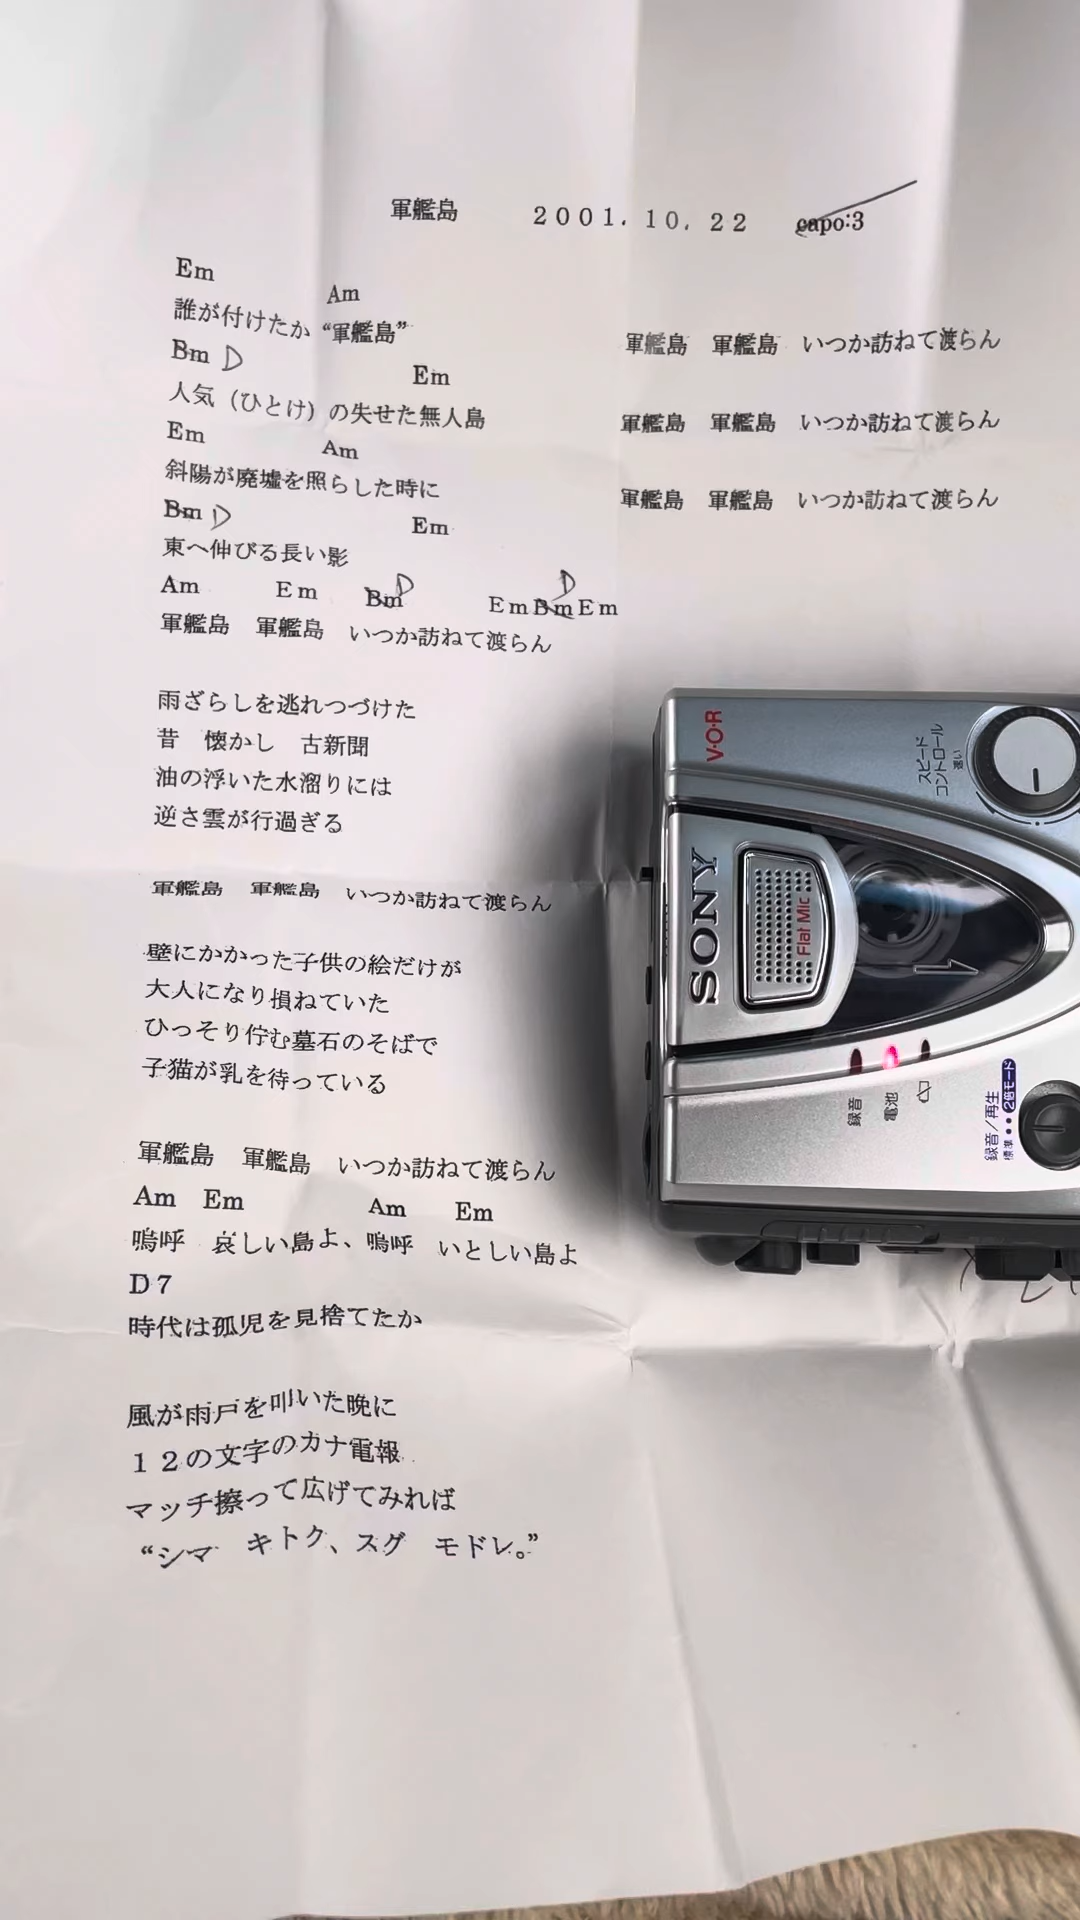 軍艦島　２００１．１０．２２　capo:3
Em
Am
誰が付けたか “軍艦島”
Bm D
Em
人気（ひとけ）の失せた無人島
Em
Am
斜陽が廃墟を照らした時に
Bm D
Em
東へ伸びる長い影
D D
Am Em Bm EmBmEm
軍艦島　軍艦島　いつか訪ねて渡らん
雨ざらしを逃れつづけた
昔　懐かし　古新聞
油の浮いた水溜りには
逆さ雲が行過ぎる
軍艦島　軍艦島　いつか訪ねて渡らん
壁にかかった子供の絵だけが
大人になり損ねていた
ひっそり佇む墓石のそばで
子猫が乳を待っている
軍艦島　軍艦島　いつか訪ねて渡らん
Am Em Am Em
嗚呼　哀しい島よ、嗚呼　いとしい島よ
D7
時代は孤児を見捨てたか
風が雨戸を叩いた晩に
１２の文字のカナ電報
マッチ擦って広げてみれば
“シマ　キトク、スグ　モドレ。”
軍艦島　軍艦島　いつか訪ねて渡らん
軍艦島　軍艦島　いつか訪ねて渡らん
軍艦島　軍艦島　いつか訪ねて渡らん
V·O·R
スピード
コントロール
速い
SONY
Flat Mic
録音
電池
録音／再生
標準 •• 2倍モード